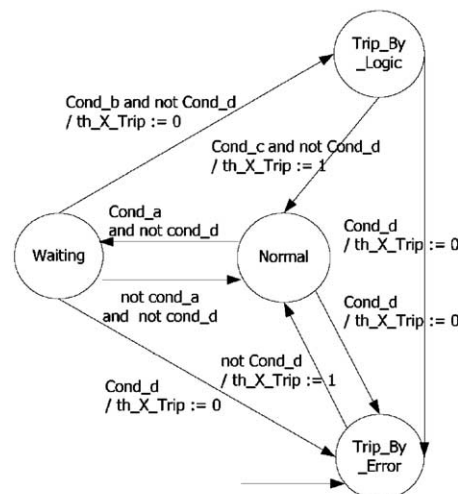 Trip_By
_Logic
Cond_b and not Cond_d
/ th_X_Trip := 0
Cond_c and not Cond_d
/ th_X_Trip := 1
Cond_a
and not cond_d
Waiting
Normal
Cond_d
/ th_X_Trip := 0
not cond_a
and not cond_d
Cond_d
/ th_X_Trip := 0
not Cond_d
/ th_X_Trip := 1
Cond_d
/ th_X_Trip := 0
Trip_By
_Error